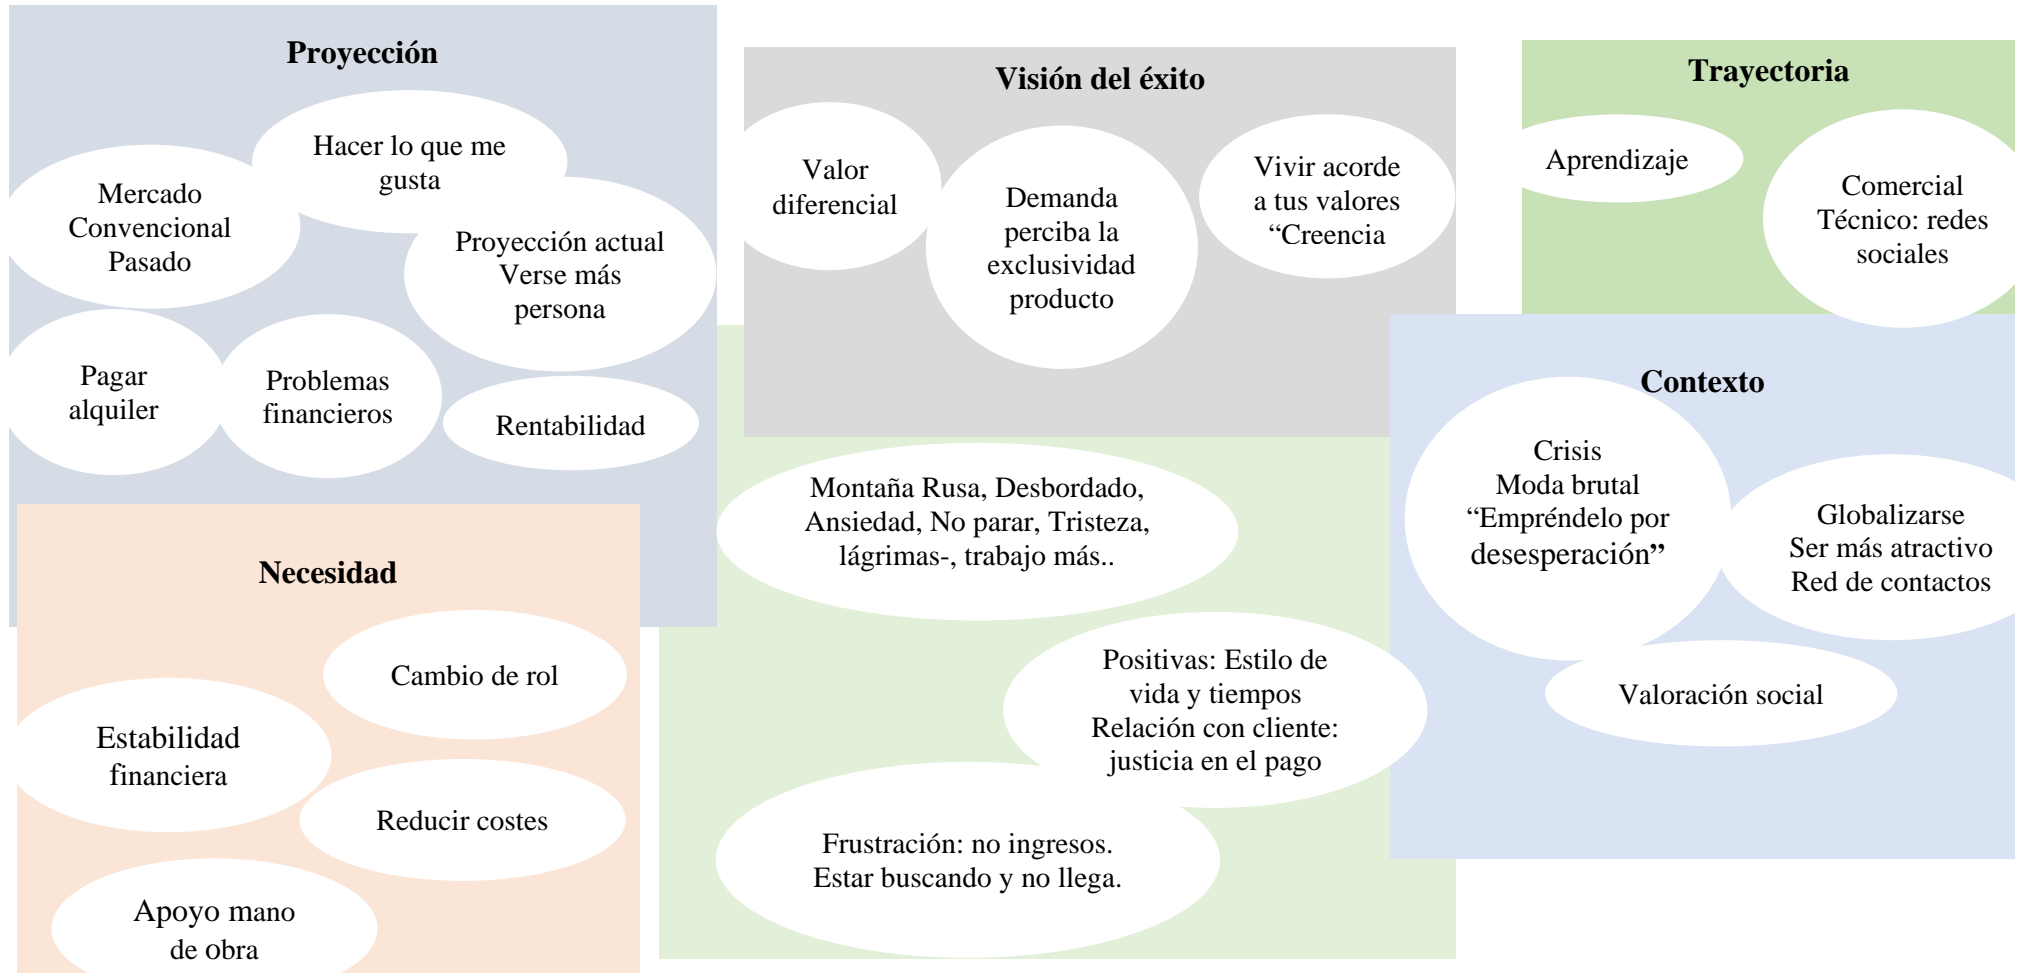 Proyección
Hacer lo que me
gusta
Mercado
Convencional
Pasado
Proyección actual
Verse más
persona
Pagar
alquiler
Problemas
financieros
Rentabilidad
Visión del éxito
Valor
diferencial
Demanda
perciba la
exclusividad
producto
Vivir acorde
a tus valores
“Creencia
Trayectoria
Aprendizaje
Comercial
Técnico: redes
sociales
Contexto
Crisis
Moda brutal
“Empréndelo por
desesperación”
Globalizarse
Ser más atractivo
Red de contactos
Valoración social
Montaña Rusa, Desbordado,
Ansiedad, No parar, Tristeza,
lágrimas-, trabajo más..
Positivas: Estilo de
vida y tiempos
Relación con cliente:
justicia en el pago
Frustración: no ingresos.
Estar buscando y no llega.
Necesidad
Cambio de rol
Estabilidad
financiera
Reducir costes
Apoyo mano
de obra